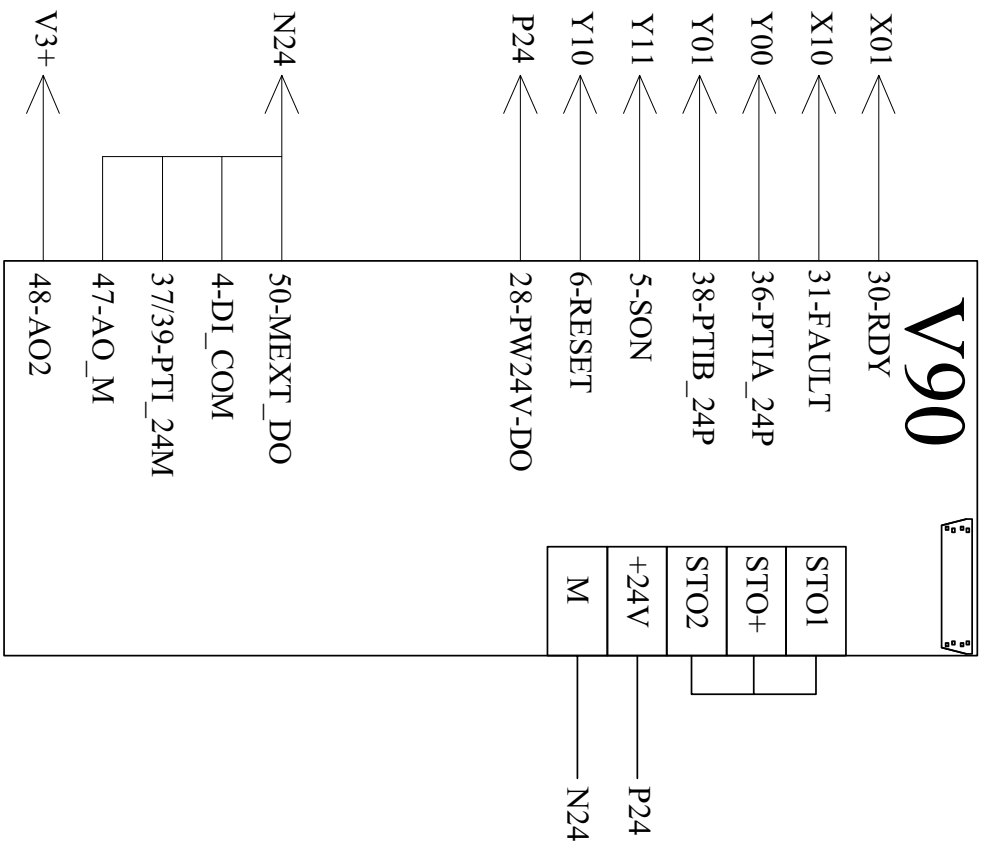 V90
X01 30-RDY
X10 31-FAULT STO1
Y00 36-PTIA_24P STO+
Y01 38-PTIB_24P STO2
Y11 5-SON +24V P24
Y10 6-RESET M N24
P24 28-PW24V-DO
N24 50-MEXT_DO
4-DI_COM
37/39-PTI_24M
47-AO_M
V3+ 48-AO2